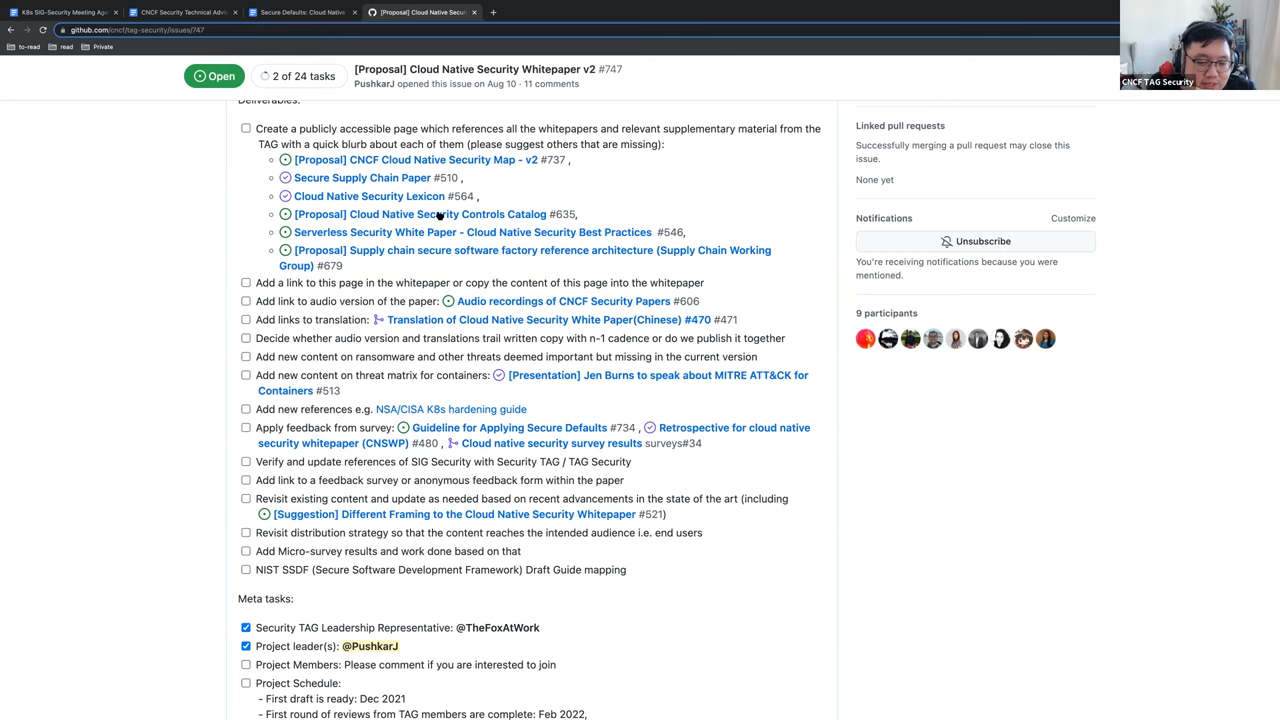 K8s SIG-Security Meeting Age
CNCF Security Technical Advi
Secure Defaults: Cloud Native
[Proposal] Cloud Native Secur
github.com/cncf/tag-security/issues/747
to-read
read
Private
CNCF TAG Security
Open
2 of 24 tasks
[Proposal] Cloud Native Security Whitepaper v2 #747
PushkarJ opened this issue on Aug 10 · 11 comments
Deliverables:
Create a publicly accessible page which references all the whitepapers and relevant supplementary material from the
TAG with a quick blurb about each of them (please suggest others that are missing):
[Proposal] CNCF Cloud Native Security Map - v2 #737 ,
Secure Supply Chain Paper #510 ,
Cloud Native Security Lexicon #564 ,
[Proposal] Cloud Native Security Controls Catalog #635,
Serverless Security White Paper - Cloud Native Security Best Practices #546,
[Proposal] Supply chain secure software factory reference architecture (Supply Chain Working
Group) #679
Add a link to this page in the whitepaper or copy the content of this page into the whitepaper
Add link to audio version of the paper: Audio recordings of CNCF Security Papers #606
Add links to translation: Translation of Cloud Native Security White Paper(Chinese) #470 #471
Decide whether audio version and translations trail written copy with n-1 cadence or do we publish it together
Add new content on ransomware and other threats deemed important but missing in the current version
Add new content on threat matrix for containers: [Presentation] Jen Burns to speak about MITRE ATT&CK for
Containers #513
Add new references e.g. NSA/CISA K8s hardening guide
Apply feedback from survey: Guideline for Applying Secure Defaults #734 , Retrospective for cloud native
security whitepaper (CNSWP) #480 , Cloud native security survey results surveys#34
Verify and update references of SIG Security with Security TAG / TAG Security
Add link to a feedback survey or anonymous feedback form within the paper
Revisit existing content and update as needed based on recent advancements in the state of the art (including
[Suggestion] Different Framing to the Cloud Native Security Whitepaper #521)
Revisit distribution strategy so that the content reaches the intended audience i.e. end users
Add Micro-survey results and work done based on that
NIST SSDF (Secure Software Development Framework) Draft Guide mapping
Meta tasks:
Security TAG Leadership Representative: @TheFoxAtWork
Project leader(s): @PushkarJ
Project Members: Please comment if you are interested to join
Project Schedule:
- First draft is ready: Dec 2021
- First round of reviews from TAG members are complete: Feb 2022,
Linked pull requests
Successfully merging a pull request may close this
issue.
None yet
Notifications
Customize
Unsubscribe
You're receiving notifications because you were
mentioned.
9 participants